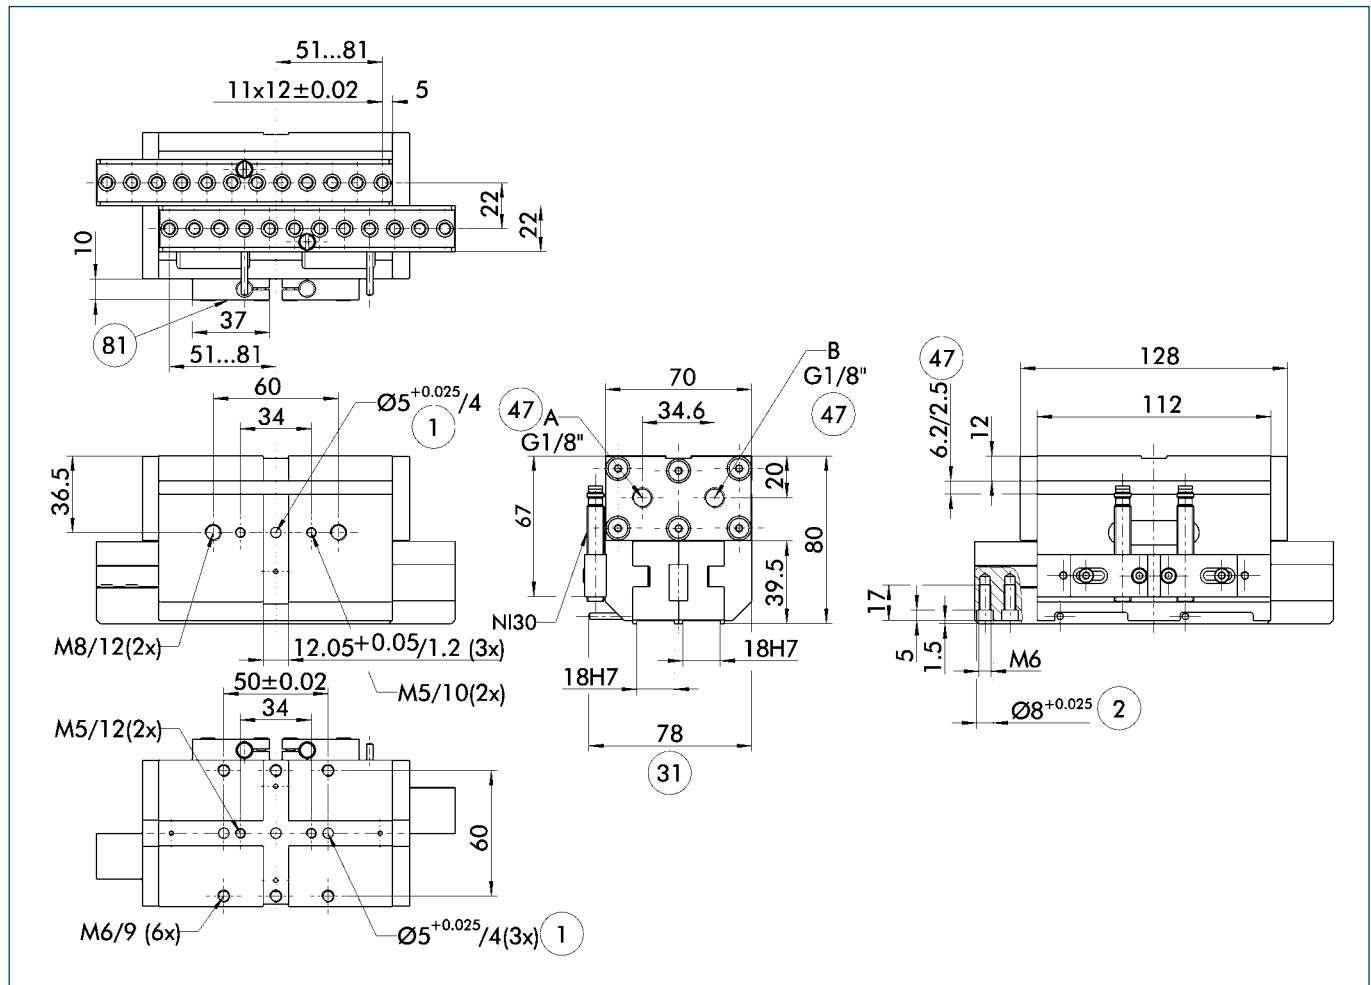 51...81
11x12±0.02
5
22
22
10
37
81
51...81
60
34
Ø5+0.025/4
1
36.5
M8/12(2x)
12.05+0.05/1.2 (3x)
M5/10(2x)
50±0.02
34
M5/12(2x)
60
M6/9 (6x)
Ø5+0.025/4(3x)
1
70
34.6
47
A
G1/8"
B
G1/8"
47
20
67
80
39.5
NI30
18H7
18H7
78
31
47
6.2/2.5
12
128
112
17
5
1.5
M6
Ø8+0.025
2